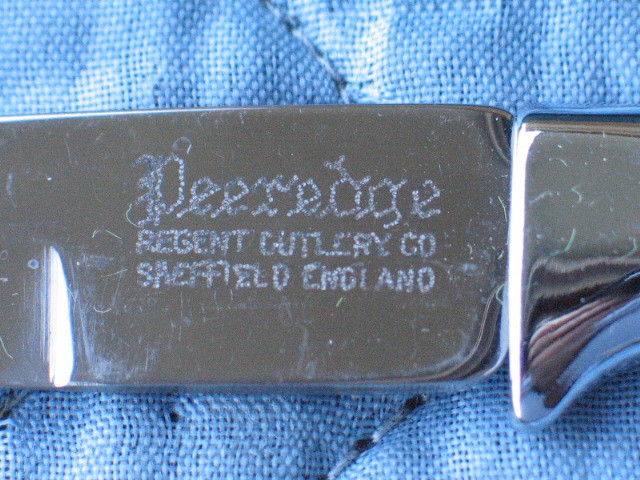 Peeredge
REGENT CUTLERY CO
SHEFFIELD ENGLAND